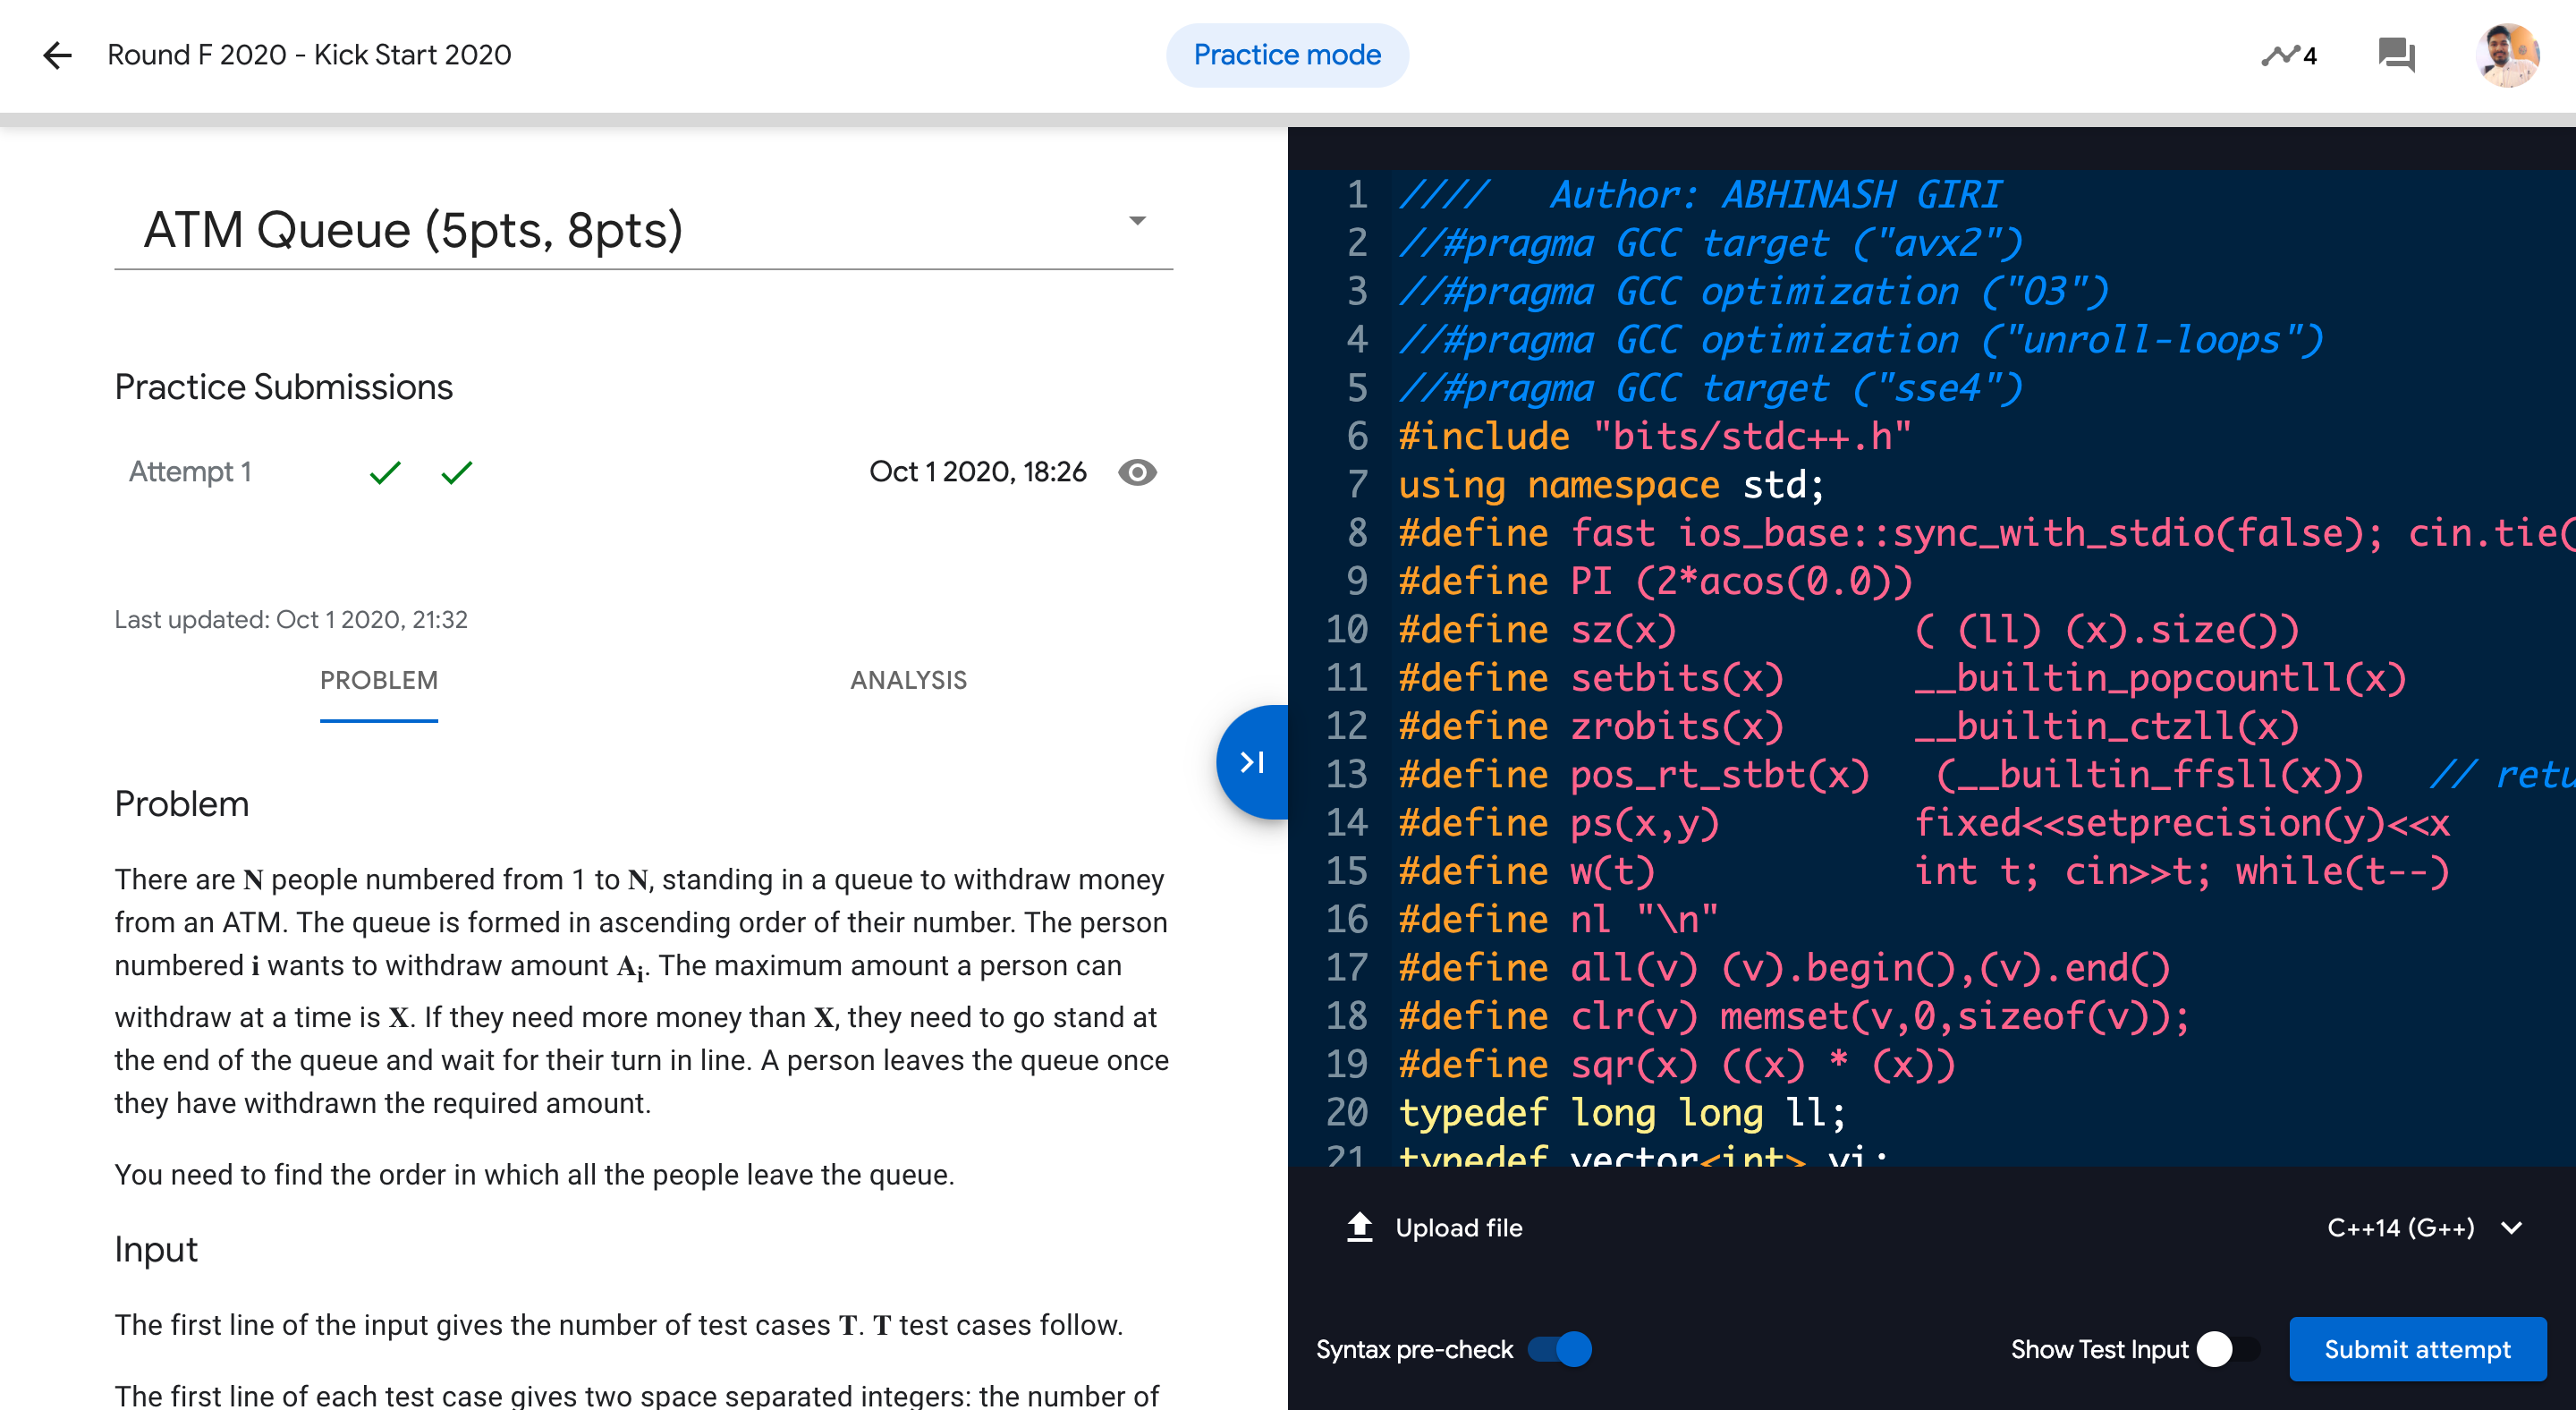 Round F 2020 - Kick Start 2020
Practice mode
4
ATM Queue (5pts, 8pts)
Practice Submissions
Attempt 1
Oct 1 2020, 18:26
Last updated: Oct 1 2020, 21:32
PROBLEM
ANALYSIS
Problem
There are N people numbered from 1 to N, standing in a queue to withdraw money
from an ATM. The queue is formed in ascending order of their number. The person
numbered i wants to withdraw amount Ai. The maximum amount a person can
withdraw at a time is X. If they need more money than X, they need to go stand at
the end of the queue and wait for their turn in line. A person leaves the queue once
they have withdrawn the required amount.
You need to find the order in which all the people leave the queue.
Input
The first line of the input gives the number of test cases T. T test cases follow.
The first line of each test case gives two space separated integers: the number of
1 ////   Author: ABHINASH GIRI
2 //#pragma GCC target ("avx2")
3 //#pragma GCC optimization ("O3")
4 //#pragma GCC optimization ("unroll-loops")
5 //#pragma GCC target ("sse4")
6 #include "bits/stdc++.h"
7 using namespace std;
8 #define fast ios_base::sync_with_stdio(false); cin.tie(
9 #define PI (2*acos(0.0))
10 #define sz(x)           ( (ll) (x).size())
11 #define setbits(x)      __builtin_popcountll(x)
12 #define zrobits(x)      __builtin_ctzll(x)
13 #define pos_rt_stbt(x)   (__builtin_ffsll(x))   // retu
14 #define ps(x,y)         fixed<<setprecision(y)<<x
15 #define w(t)            int t; cin>>t; while(t--)
16 #define nl "\n"
17 #define all(v) (v).begin(),(v).end()
18 #define clr(v) memset(v,0,sizeof(v));
19 #define sqr(x) ((x) * (x))
20 typedef long long ll;
21 typedef vector<int> vi;
Upload file
C++14 (G++)
Syntax pre-check
Show Test Input
Submit attempt